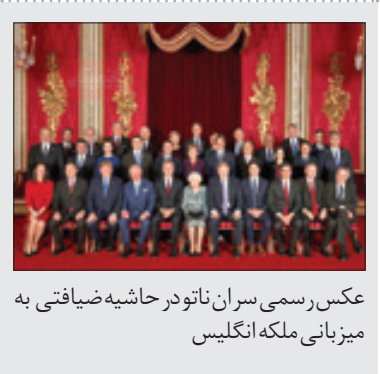 عکس رسمی سران ناتو در حاشیه ضیافتی به
میزبانی ملکه انگلیس